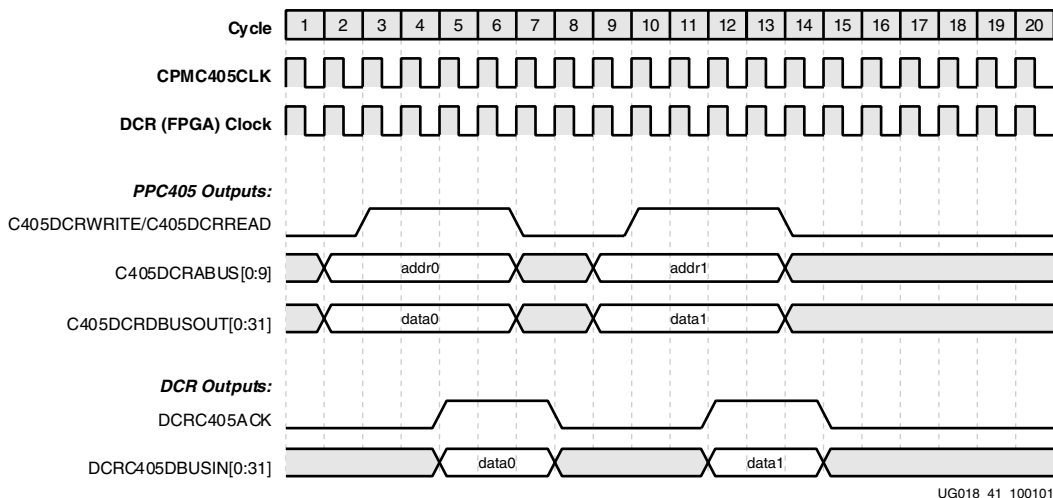 Cycle 1 2 3 4 5 6 7 8 9 10 11 12 13 14 15 16 17 18 19 20
CPMC405CLK
DCR (FPGA) Clock
PPC405 Outputs:
C405DCRWRITE/C405DCRREAD
C405DCRABUS[0:9] addr0 addr1
C405DCRDBUSOUT[0:31] data0 data1
DCR Outputs:
DCRC405ACK
DCRC405DBUSIN[0:31] data0 data1
UG018_41_100101